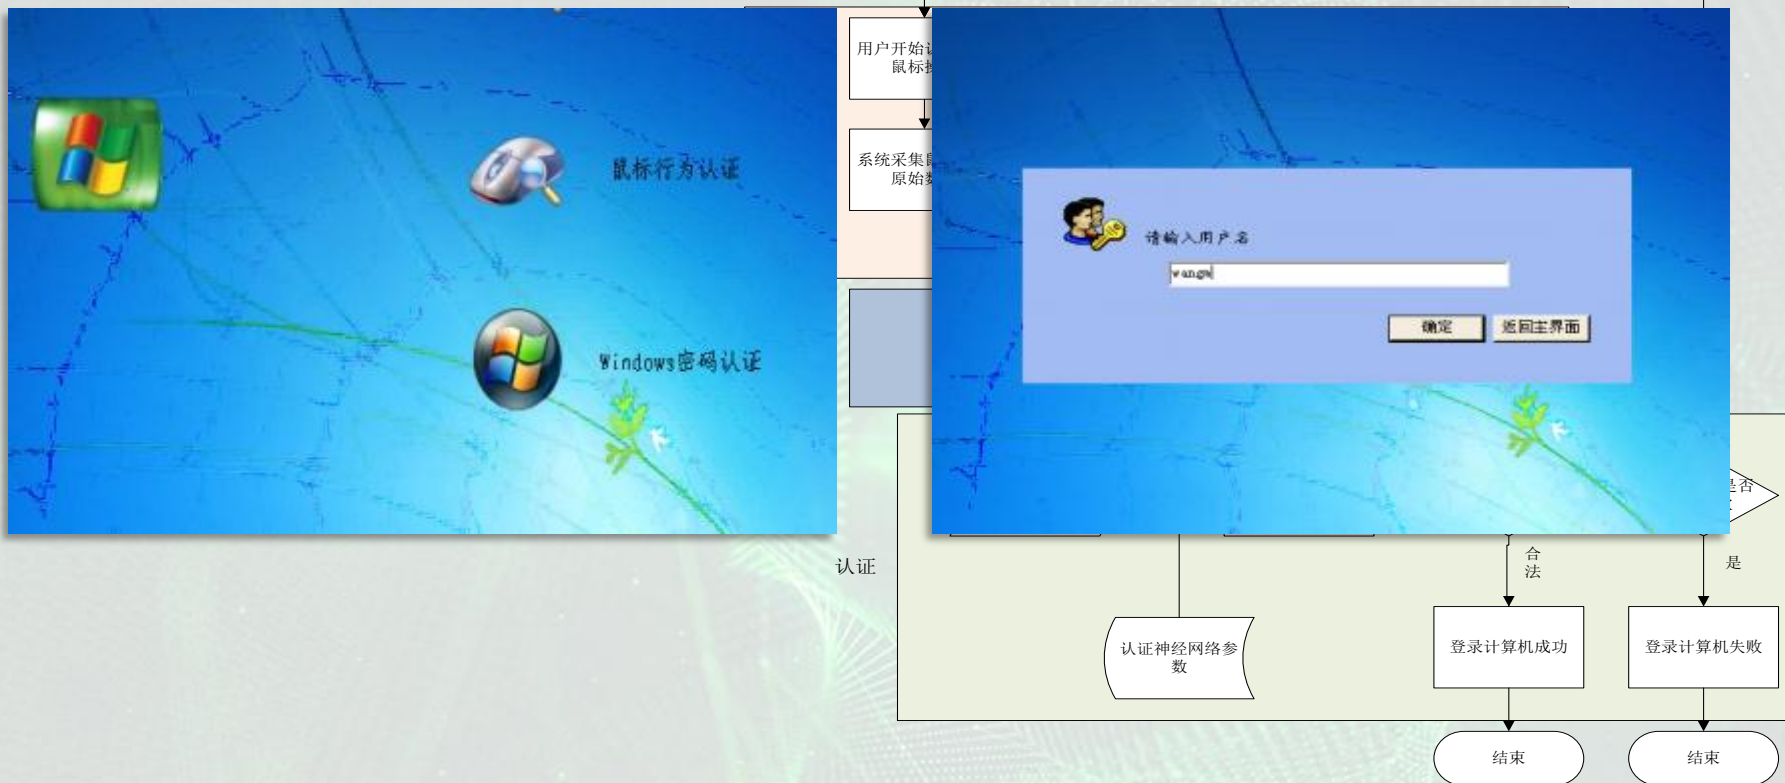 鼠标行为认证
Windows密码认证
用户开始
鼠标
系统采集
原始
请输入用户名
wangw
确定
返回主界面
是否
认证
合
法
是
认证神经网络参
数
登录计算机成功
登录计算机失败
结束
结束